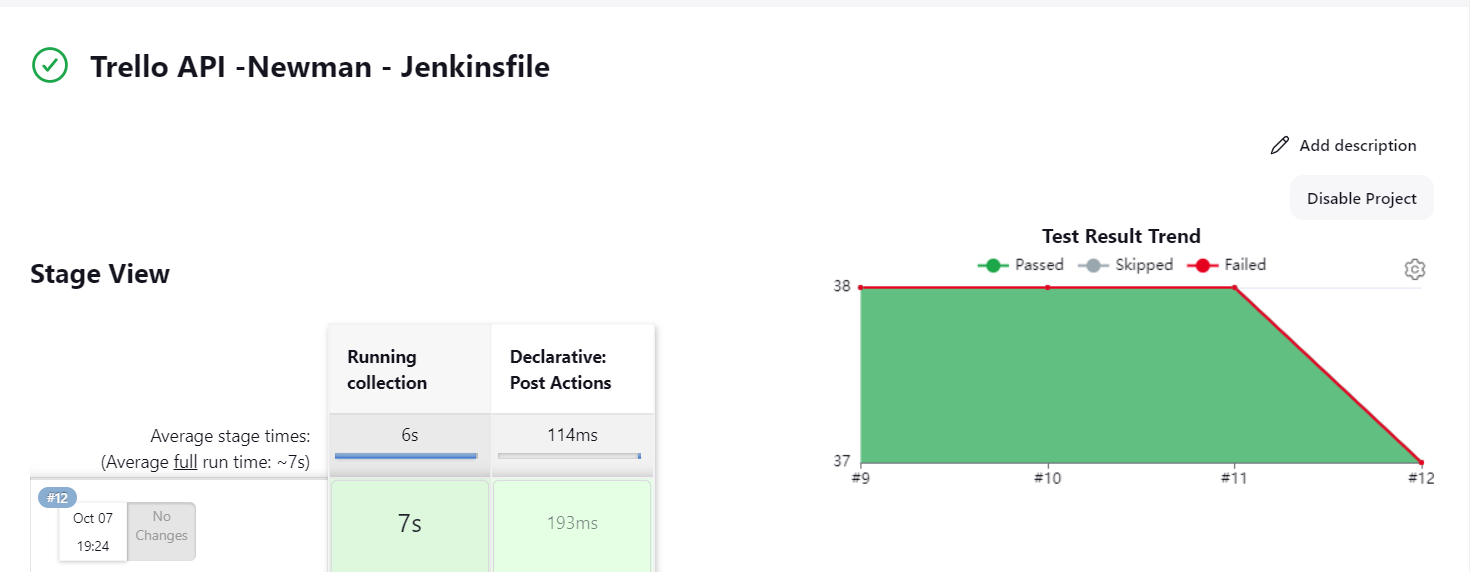 Trello API -Newman - Jenkinsfile
Add description
Disable Project
Stage View
Running
collection
Declarative:
Post Actions
Average stage times:
(Average full run time: ~7s)
6s
114ms
#12
Oct 07
19:24
No
Changes
7s
193ms
Test Result Trend
Passed
Skipped
Failed
38
37
#9
#10
#11
#12